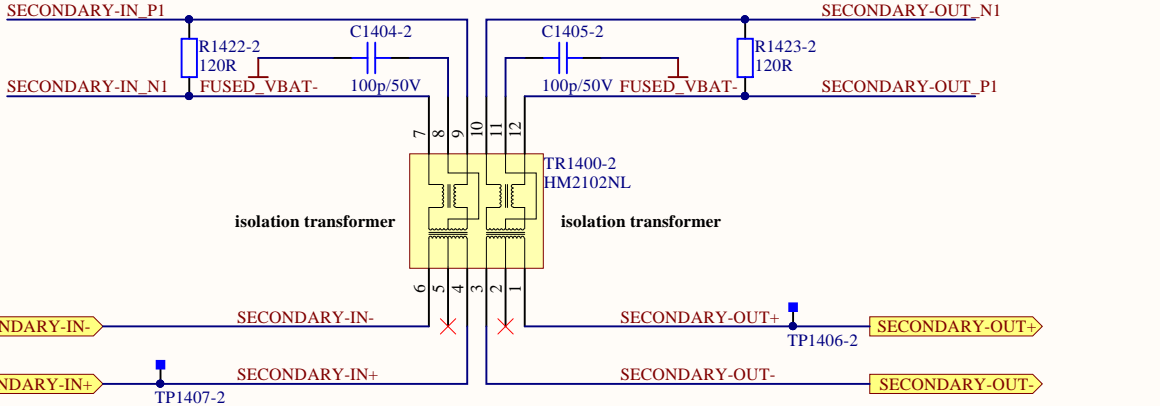 SECONDARY-IN_P1
SECONDARY-OUT_N1
C1404-2
C1405-2
R1422-2
120R
R1423-2
120R
SECONDARY-IN_N1
FUSED_VBAT-
100p/50V
100p/50V
FUSED_VBAT-
SECONDARY-OUT_P1
7
8
9
10
11
12
TR1400-2
HM2102NL
isolation transformer
isolation transformer
6
5
4
3
2
1
NDARY-IN-
SECONDARY-IN-
SECONDARY-OUT+
SECONDARY-OUT+
TP1406-2
NDARY-IN+
SECONDARY-IN+
SECONDARY-OUT-
SECONDARY-OUT-
TP1407-2